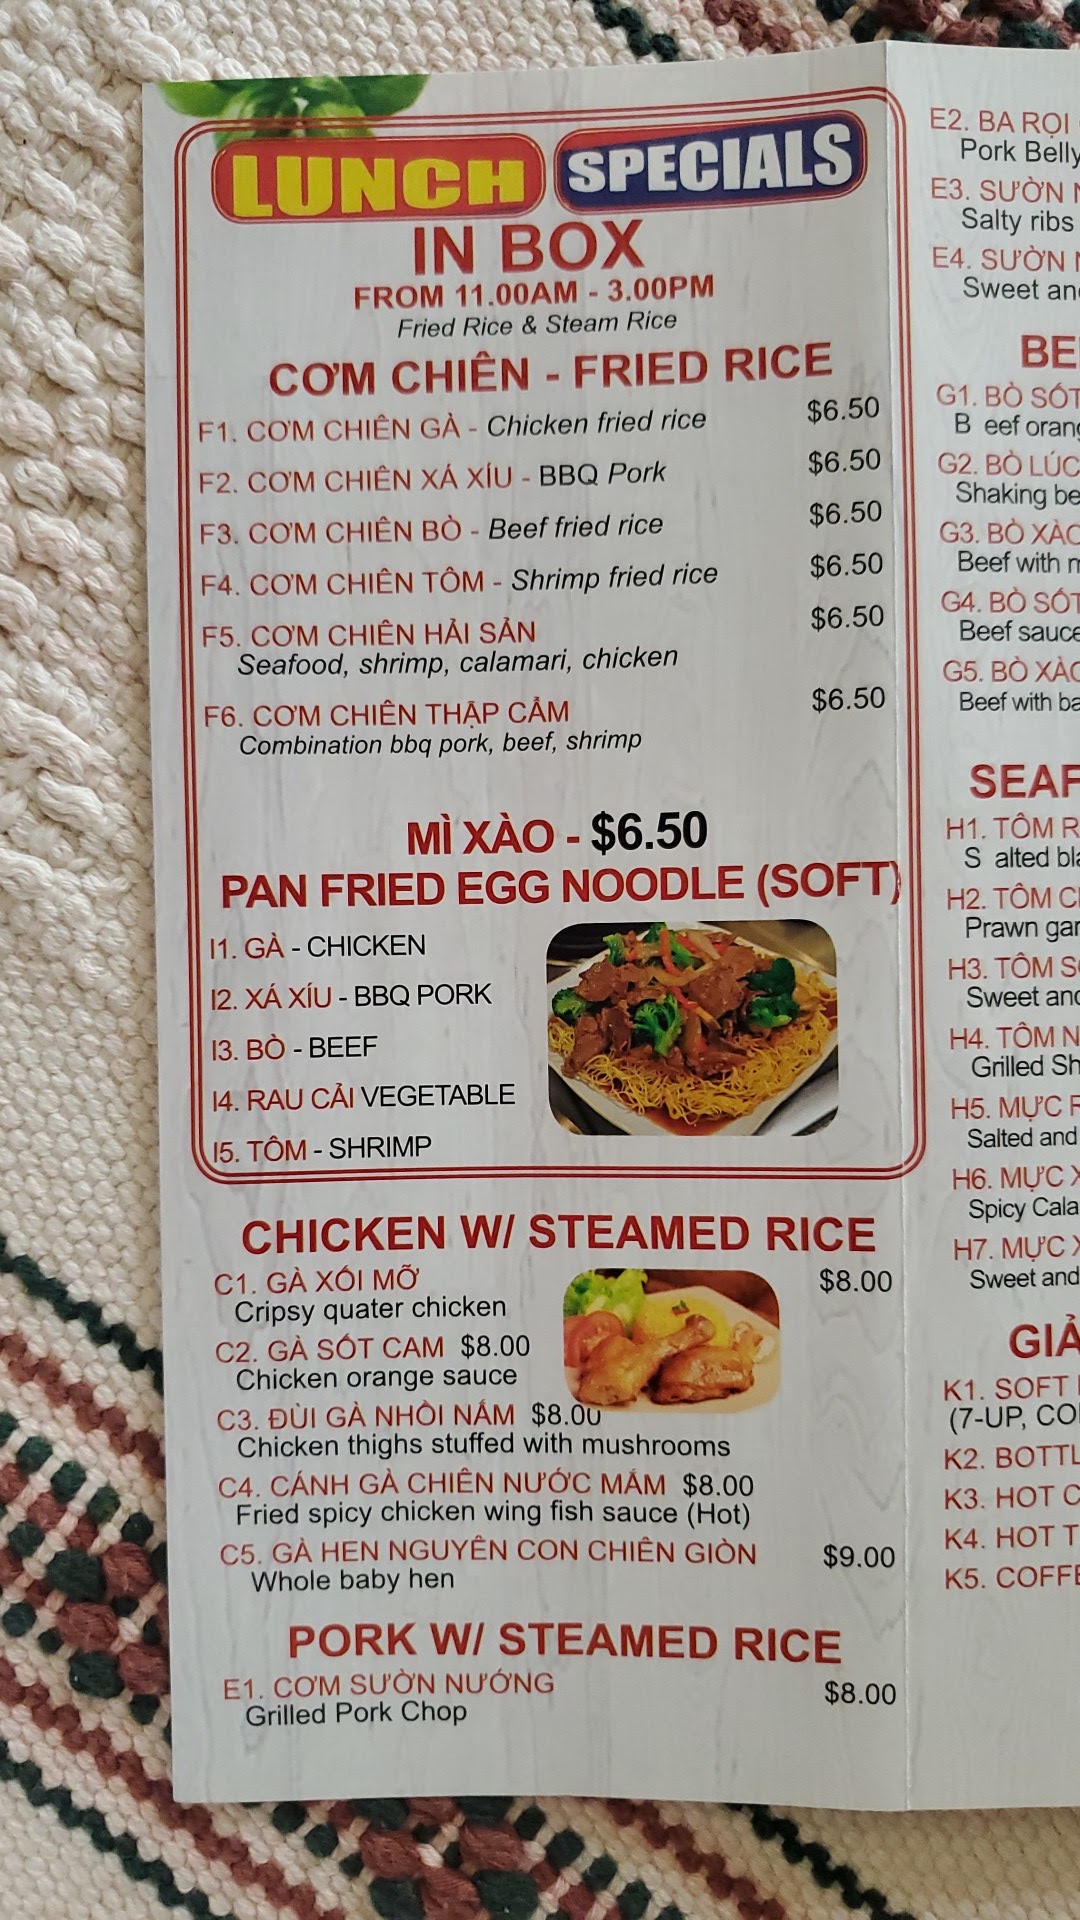 LUNCH SPECIALS
IN BOX
FROM 11.00AM - 3.00PM
Fried Rice & Steam Rice
CƠM CHIÊN - FRIED RICE
F1. CƠM CHIÊN GÀ - Chicken fried rice $6.50
F2. CƠM CHIÊN XÁ XÍU - BBQ Pork $6.50
F3. CƠM CHIÊN BÒ - Beef fried rice $6.50
F4. CƠM CHIÊN TÔM - Shrimp fried rice $6.50
F5. CƠM CHIÊN HẢI SẢN $6.50
Seafood, shrimp, calamari, chicken
F6. CƠM CHIÊN THẬP CẨM $6.50
Combination bbq pork, beef, shrimp
MÌ XÀO - $6.50
PAN FRIED EGG NOODLE (SOFT)
I1. GÀ - CHICKEN
I2. XÁ XÍU - BBQ PORK
I3. BÒ - BEEF
I4. RAU CẢI VEGETABLE
I5. TÔM - SHRIMP
CHICKEN W/ STEAMED RICE
C1. GÀ XỐI MỠ $8.00
Cripsy quater chicken
C2. GÀ SỐT CAM $8.00
Chicken orange sauce
C3. ĐÙI GÀ NHỒI NẤM $8.00
Chicken thighs stuffed with mushrooms
C4. CÁNH GÀ CHIÊN NƯỚC MẮM $8.00
Fried spicy chicken wing fish sauce (Hot)
C5. GÀ HEN NGUYÊN CON CHIÊN GIÒN $9.00
Whole baby hen
PORK W/ STEAMED RICE
E1. CƠM SƯỜN NƯỚNG $8.00
Grilled Pork Chop
E2. BA RỌI
Pork Belly
E3. SƯỜN
Salty ribs
E4. SƯỜN
Sweet
G1. BÒ SỐT
B eef
G2. BÒ LÚC
Shaking
G3. BÒ XÀO
Beef with
G4. BÒ SỐT
Beef sauce
G5. BÒ XÀO
Beef with
H1. TÔM
S alted
H2. TÔM
Prawn
H3. TÔM
Sweet and
H4. TÔM
Grilled
H5. MỰC
Salted and
H6. MỰC
Spicy
H7. MỰC
Sweet and
K1. SOFT
(7-UP,
K2.
K3. HOT
K4. HOT
K5.